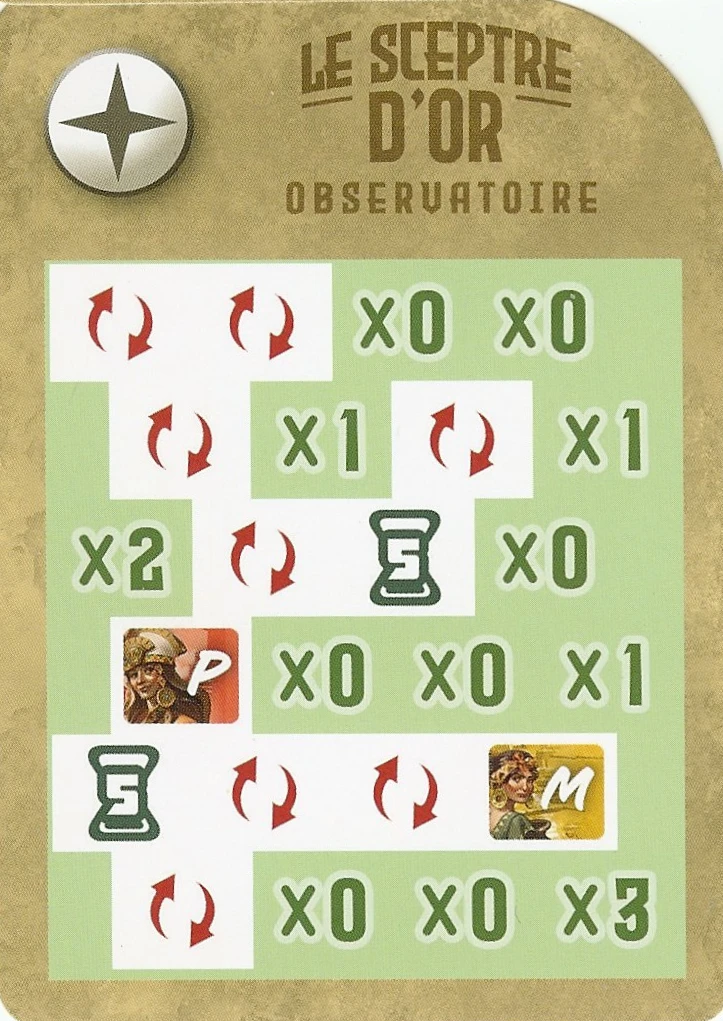 LE SCEPTRE
D'OR
OBSERVATOIRE
x0 x0
x1 x1
x2 5 x0
P x0 x0 x1
5 M
x0 x0 x3